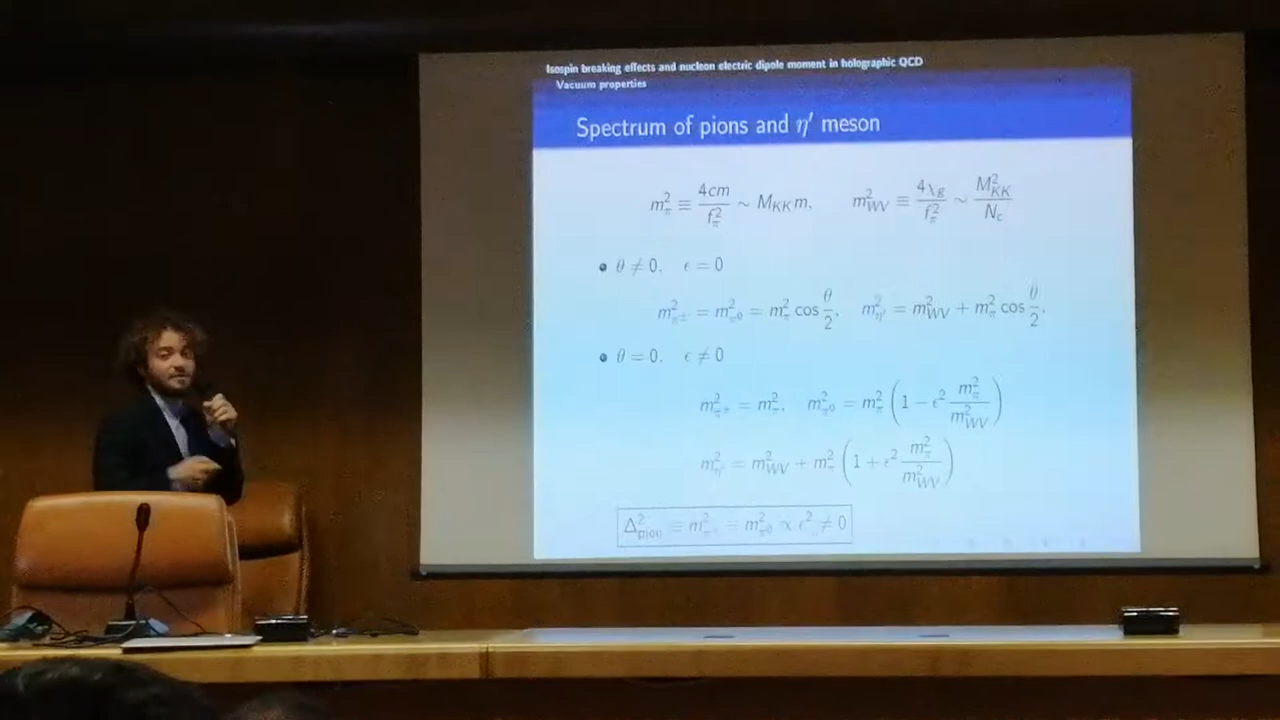 Isospin breaking effects and nucleon electric dipole moment in holographic QCD
Vacuum properties
Spectrum of pions and η′ meson
m²_π ≡ 4cm/f²_π ~ M_KK m, m²_WV ≡ 4χ_g/f²_π ~ M²_KK/N_c
• θ ≠ 0, ϵ = 0
m²_π± = m²_π⁰ = m²_π cos θ/2, m²_η′ = m²_WV + m²_π cos θ/2.
• θ = 0, ϵ ≠ 0
m²_π± = m²_π, m²_π⁰ = m²_π (1 − ϵ² m²_π/m²_WV)
m²_η′ = m²_WV + m²_π (1 + ϵ² m²_π/m²_WV)
Δ²_pion ≡ m²_π± − m²_π⁰ ∝ ϵ² ≠ 0